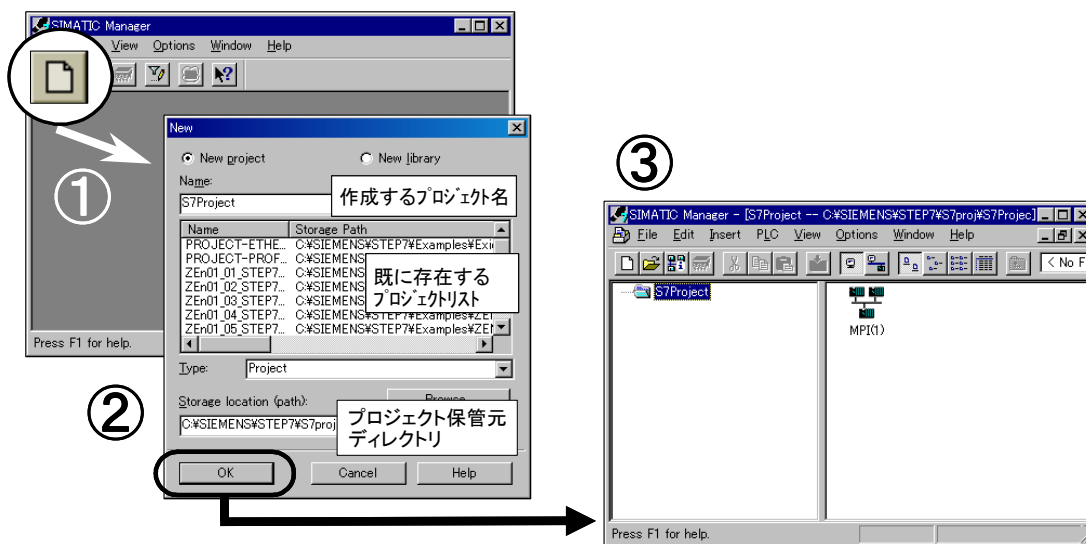 SIMATIC Manager
View Options Window Help
①
New
New project
New library
Name:
作成するプロジェクト名
S7Project
Name Storage Path
PROJECT-ETHE... C:¥SIEMENS¥STEP7¥Examples¥Exi
PROJECT-PROF... C:¥SIEMENS
ZEn01_01_STEP7... C:¥SIEMENS
ZEn01_02_STEP7... C:¥SIEMENS
ZEn01_03_STEP7... C:¥SIEMENS
ZEn01_04_STEP7... C:¥SIEMENS¥STEP7¥Examples¥ZEn
ZEn01_05_STEP7... C:¥SIEMENS¥STEP7¥Examples¥ZEn
既に存在する
プロジェクトリスト
Press F1 for help.
Type: Project
②
Storage location (path): Browse...
C:¥SIEMENS¥STEP7¥S7proj
プロジェクト保管元
ディレクトリ
OK Cancel Help
③
SIMATIC Manager - [S7Project -- C:¥SIEMENS¥STEP7¥S7proj¥S7Projec]
File Edit Insert PLC View Options Window Help
< No F
S7Project
MPI(1)
Press F1 for help.